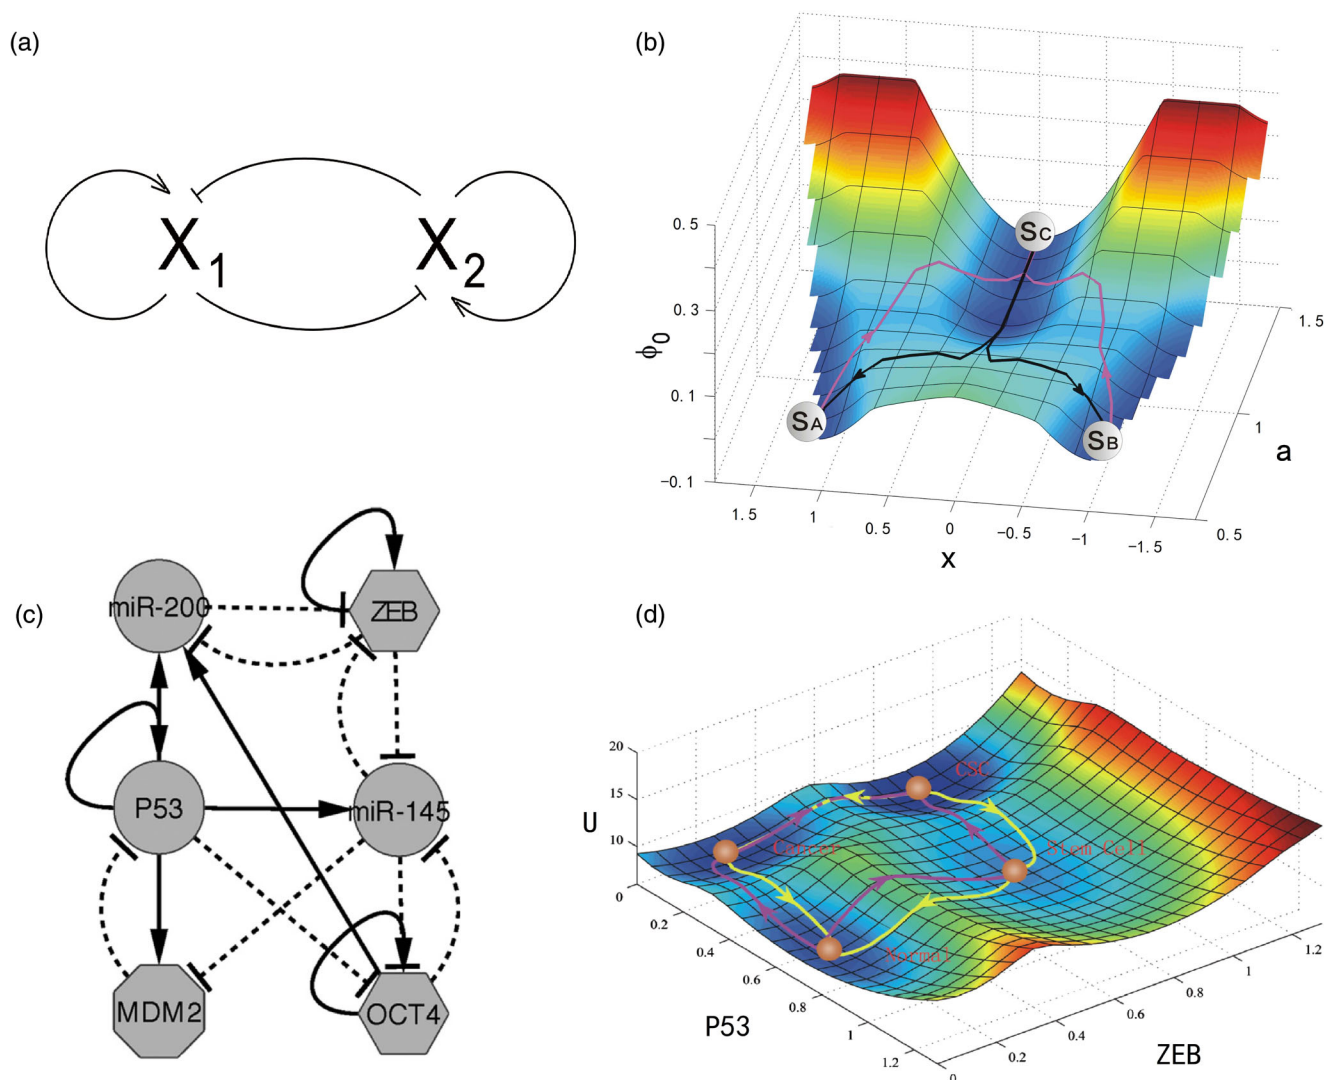 (a)
X1
X2
(b)
0.5
0.3
0.1
-0.1
ϕ0
SC
SA
SB
1.5
1
0.5
0
-0.5
-1
-1.5
x
0.5
1
1.5
a
(c)
miR-200
ZEB
P53
miR-145
MDM2
OCT4
(d)
20
15
10
U
0
0.2
0.4
0.6
0.8
1
1.2
P53
0
0.2
0.4
0.6
0.8
1
1.2
ZEB
CSC
Cancer
Stem Cell
Normal